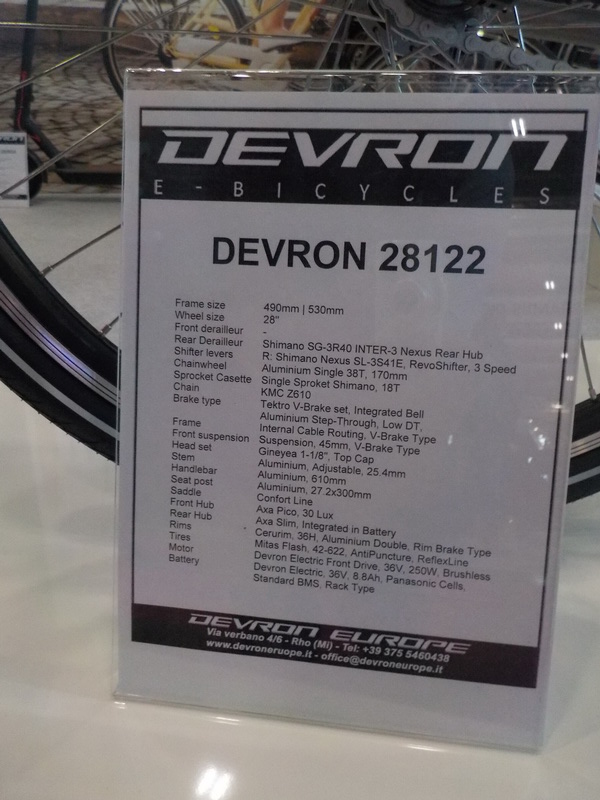 DEVRON
E-BICYCLES
DEVRON 28122
Frame size 490mm | 530mm
Wheel size 28"
Front derailleur -
Rear Derailleur Shimano SG-3R40 INTER-3 Nexus Rear Hub
Shifter levers R: Shimano Nexus SL-3S41E, RevoShifter, 3 Speed
Chainwheel Aluminium Single 38T, 170mm
Sprocket Casette Single Sproket Shimano, 18T
Chain KMC Z610
Brake type Tektro V-Brake set, Integrated Bell
Aluminium Step-Through, Low DT,
Frame Internal Cable Routing, V-Brake Type
Front suspension Suspension, 45mm, V-Brake Type
Head set Gineyea 1-1/8", Top Cap
Stem Aluminium, Adjustable, 25.4mm
Handlebar Aluminium, 610mm
Seat post Aluminium, 27.2x300mm
Saddle Confort Line
Front Hub Axa Pico, 30 Lux
Rear Hub Axa Slim, Integrated in Battery
Rims Cerurim, 36H, Aluminium Double, Rim Brake Type
Tires Mitas Flash, 42-622, AntiPuncture, ReflexLine
Motor Devron Electric Front Drive, 36V, 250W, Brushless
Battery Devron Electric, 36V, 8.8Ah, Panasonic Cells,
Standard BMS, Rack Type
DEVRON EUROPE
Via verbano 4/6 - Rho (Mi) - Tel: +39 375 5460438
www.devroneruope.it - office@devroneurope.it